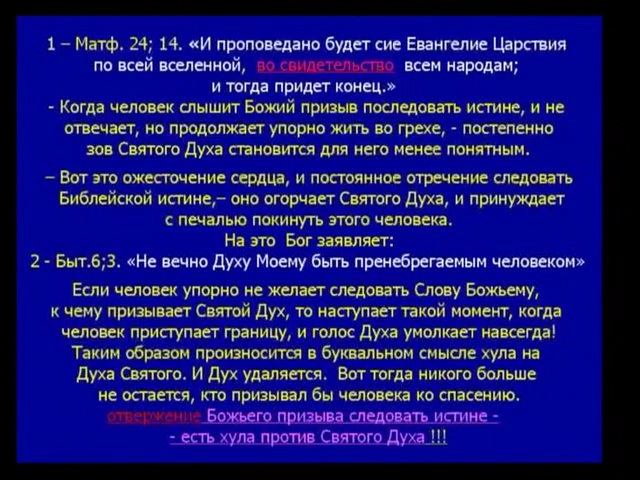 1 – Матф. 24; 14. «И проповедано будет сие Евангелие Царствия
по всей вселенной, во свидетельство всем народам;
и тогда придет конец.»
- Когда человек слышит Божий призыв последовать истине, и не
отвечает, но продолжает упорно жить во грехе, - постепенно
зов Святого Духа становится для него менее понятным.
– Вот это ожесточение сердца, и постоянное отречение следовать
Библейской истине,– оно огорчает Святого Духа, и принуждает
с печалью покинуть этого человека.
На это Бог заявляет:
2 - Быт.6;3. «Не вечно Духу Моему быть пренебрегаемым человеком»
Если человек упорно не желает следовать Слову Божьему,
к чему призывает Святой Дух, то наступает такой момент, когда
человек приступает границу, и голос Духа умолкает навсегда!
Таким образом произносится в буквальном смысле хула на
Духа Святого. И Дух удаляется. Вот тогда никого больше
не остается, кто призывал бы человека ко спасению.
отвержение Божьего призыва следовать истине -
- есть хула против Святого Духа !!!